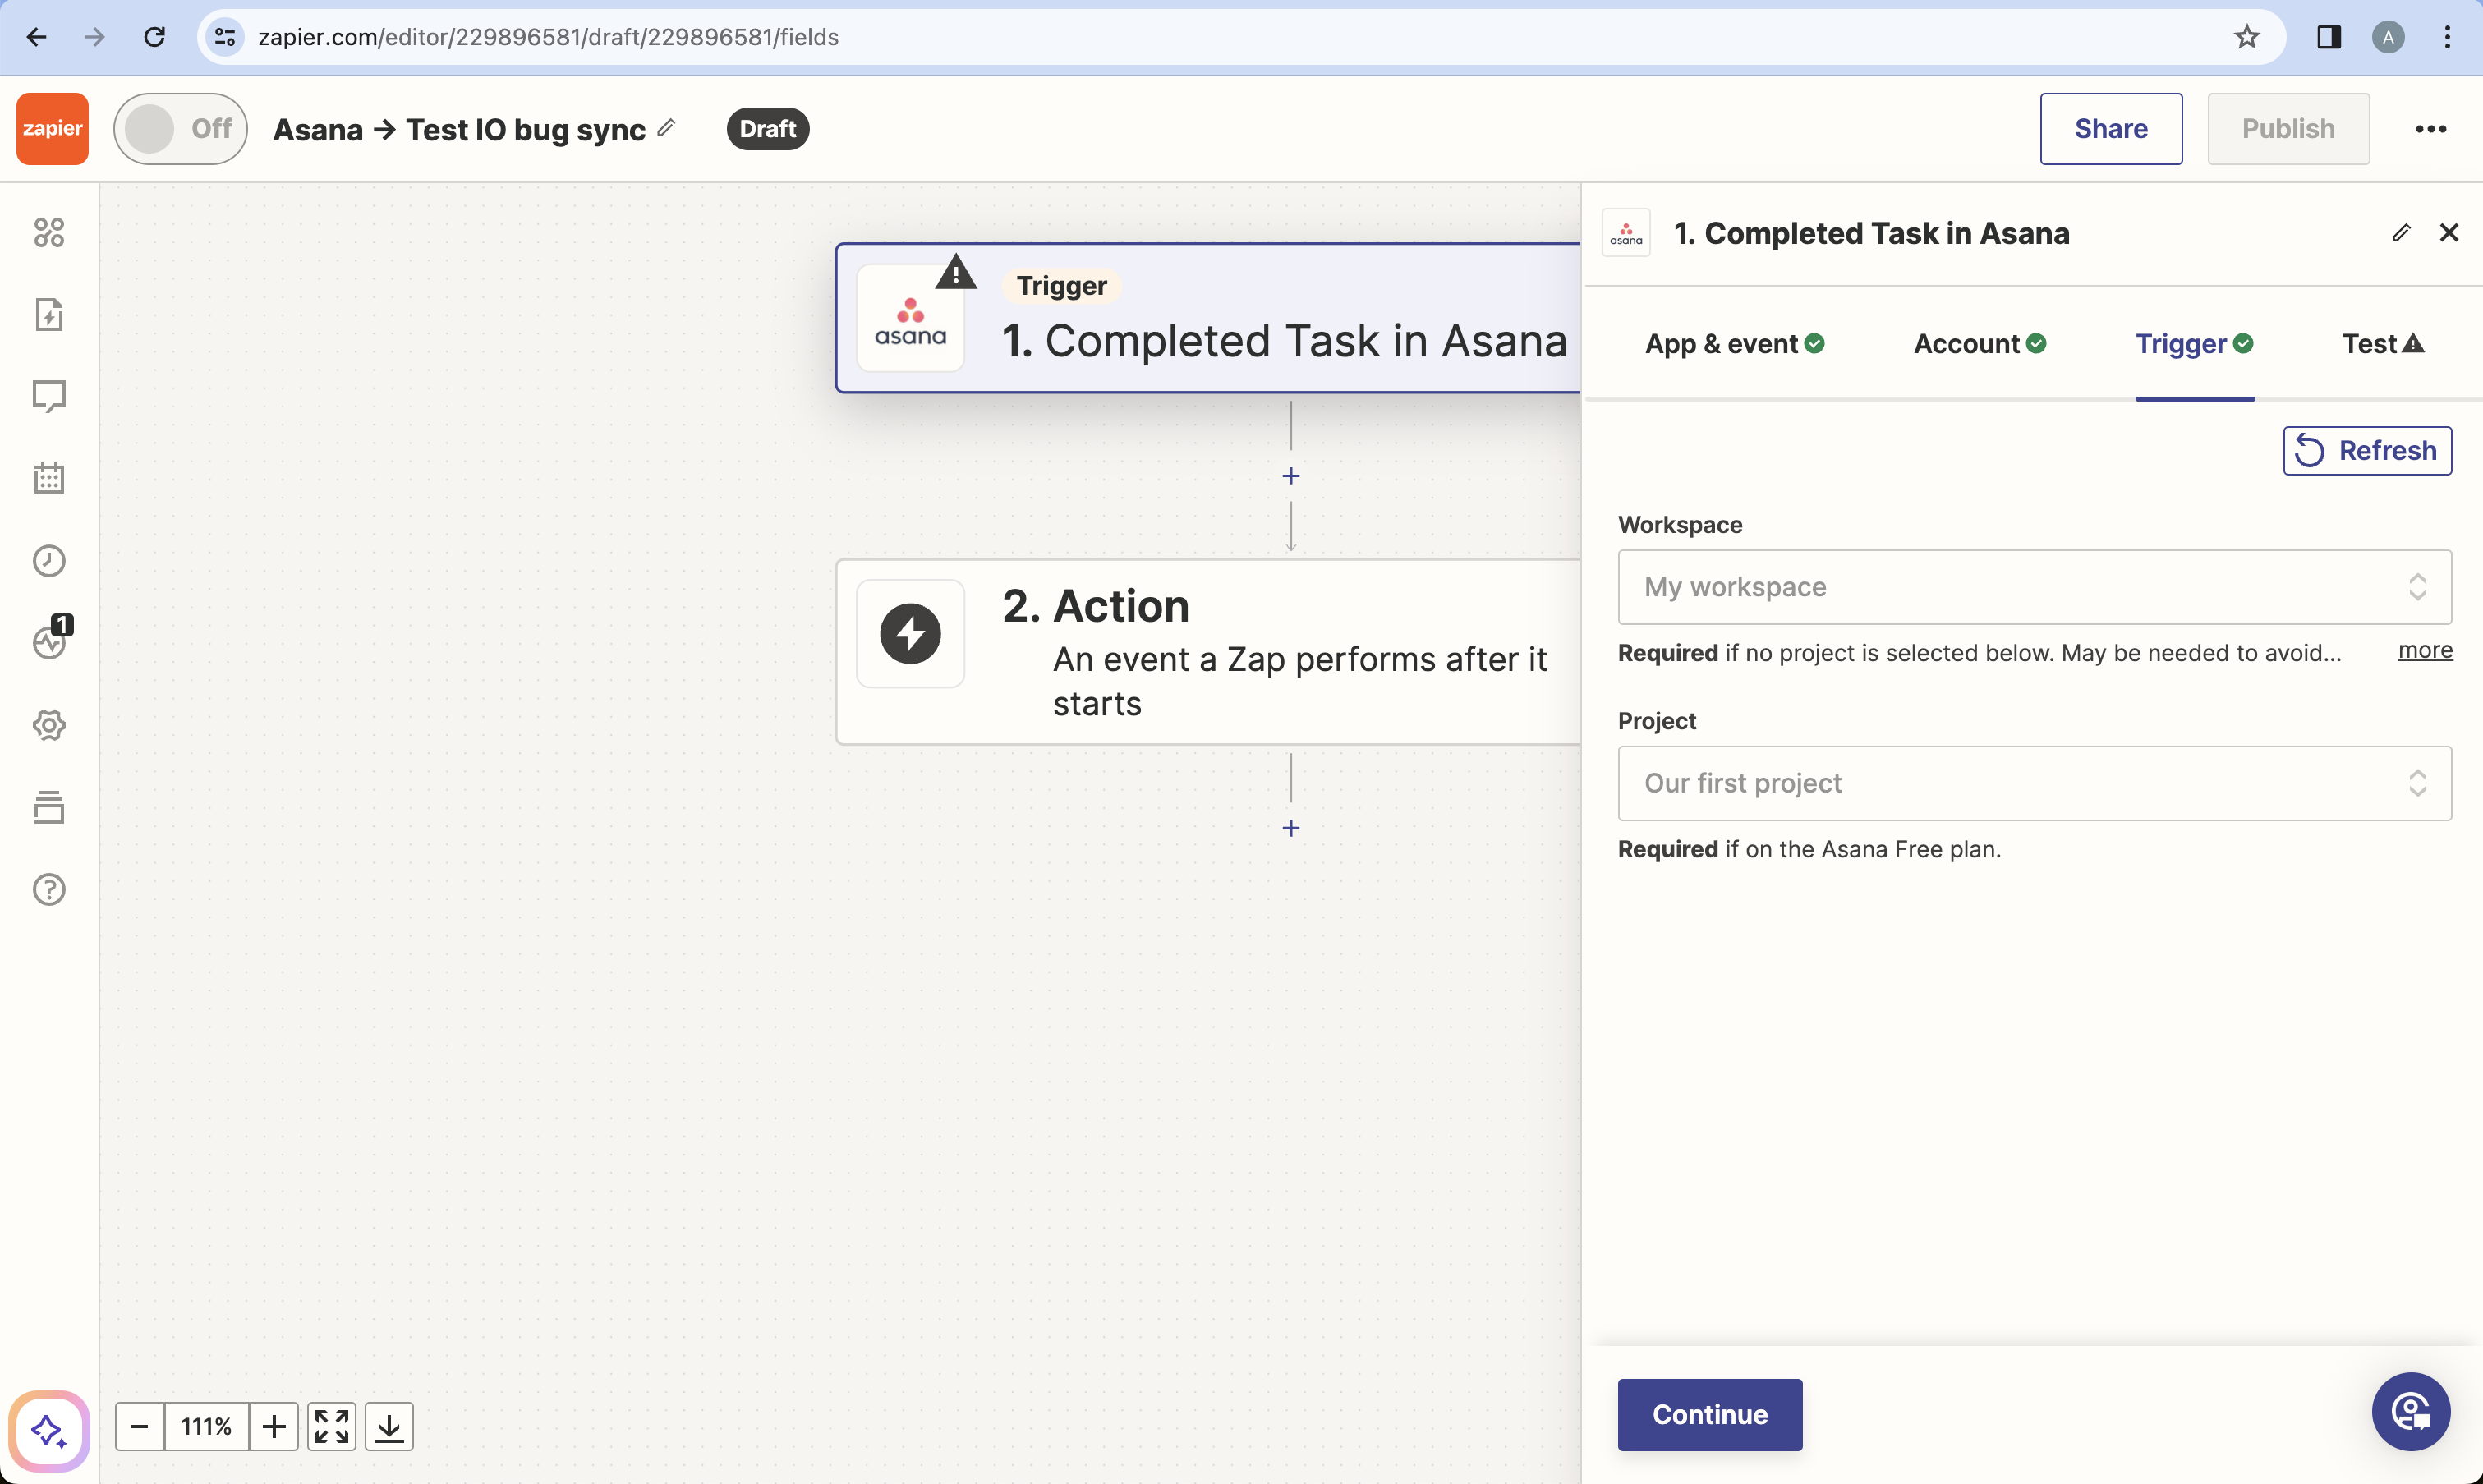 zapier.com/editor/229896581/draft/229896581/fields
A
zapier
Off
Asana → Test IO bug sync
Draft
Share
Publish
asana
Trigger
1. Completed Task in Asana
2. Action
An event a Zap performs after it
starts
1
111%
asana
1. Completed Task in Asana
App & event
Account
Trigger
Test
Refresh
Workspace
My workspace
Required if no project is selected below. May be needed to avoid...
more
Project
Our first project
Required if on the Asana Free plan.
Continue